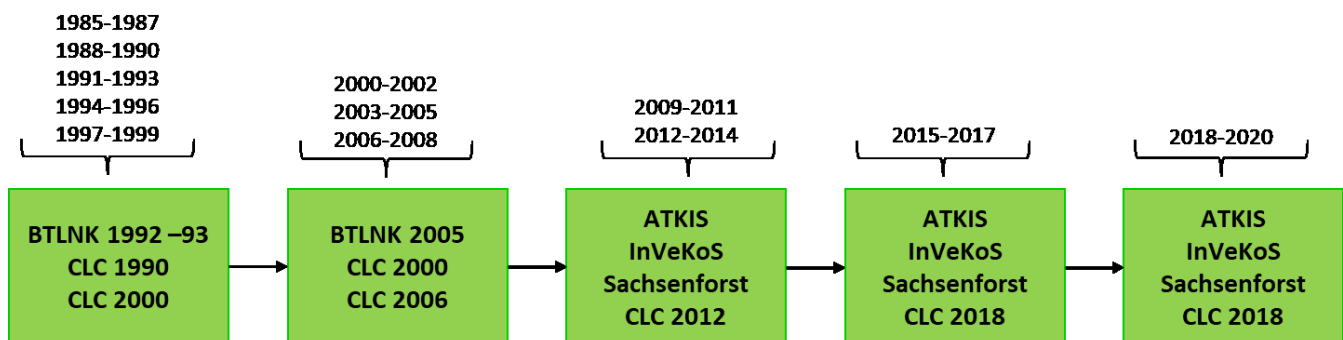 1985-1987
1988-1990
1991-1993
1994-1996
1997-1999
BTLNK 1992 –93
CLC 1990
CLC 2000
2000-2002
2003-2005
2006-2008
BTLNK 2005
CLC 2000
CLC 2006
2009-2011
2012-2014
ATKIS
InVeKoS
Sachsenforst
CLC 2012
2015-2017
ATKIS
InVeKoS
Sachsenforst
CLC 2018
2018-2020
ATKIS
InVeKoS
Sachsenforst
CLC 2018